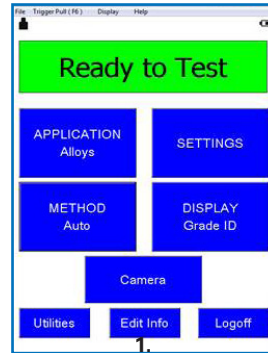 File Trigger Pull ( F6 ) Display Help
Ready to Test
APPLICATION
Alloys
SETTINGS
METHOD
Auto
DISPLAY
Grade ID
Camera
Utilities
Edit Info
Logoff
1.